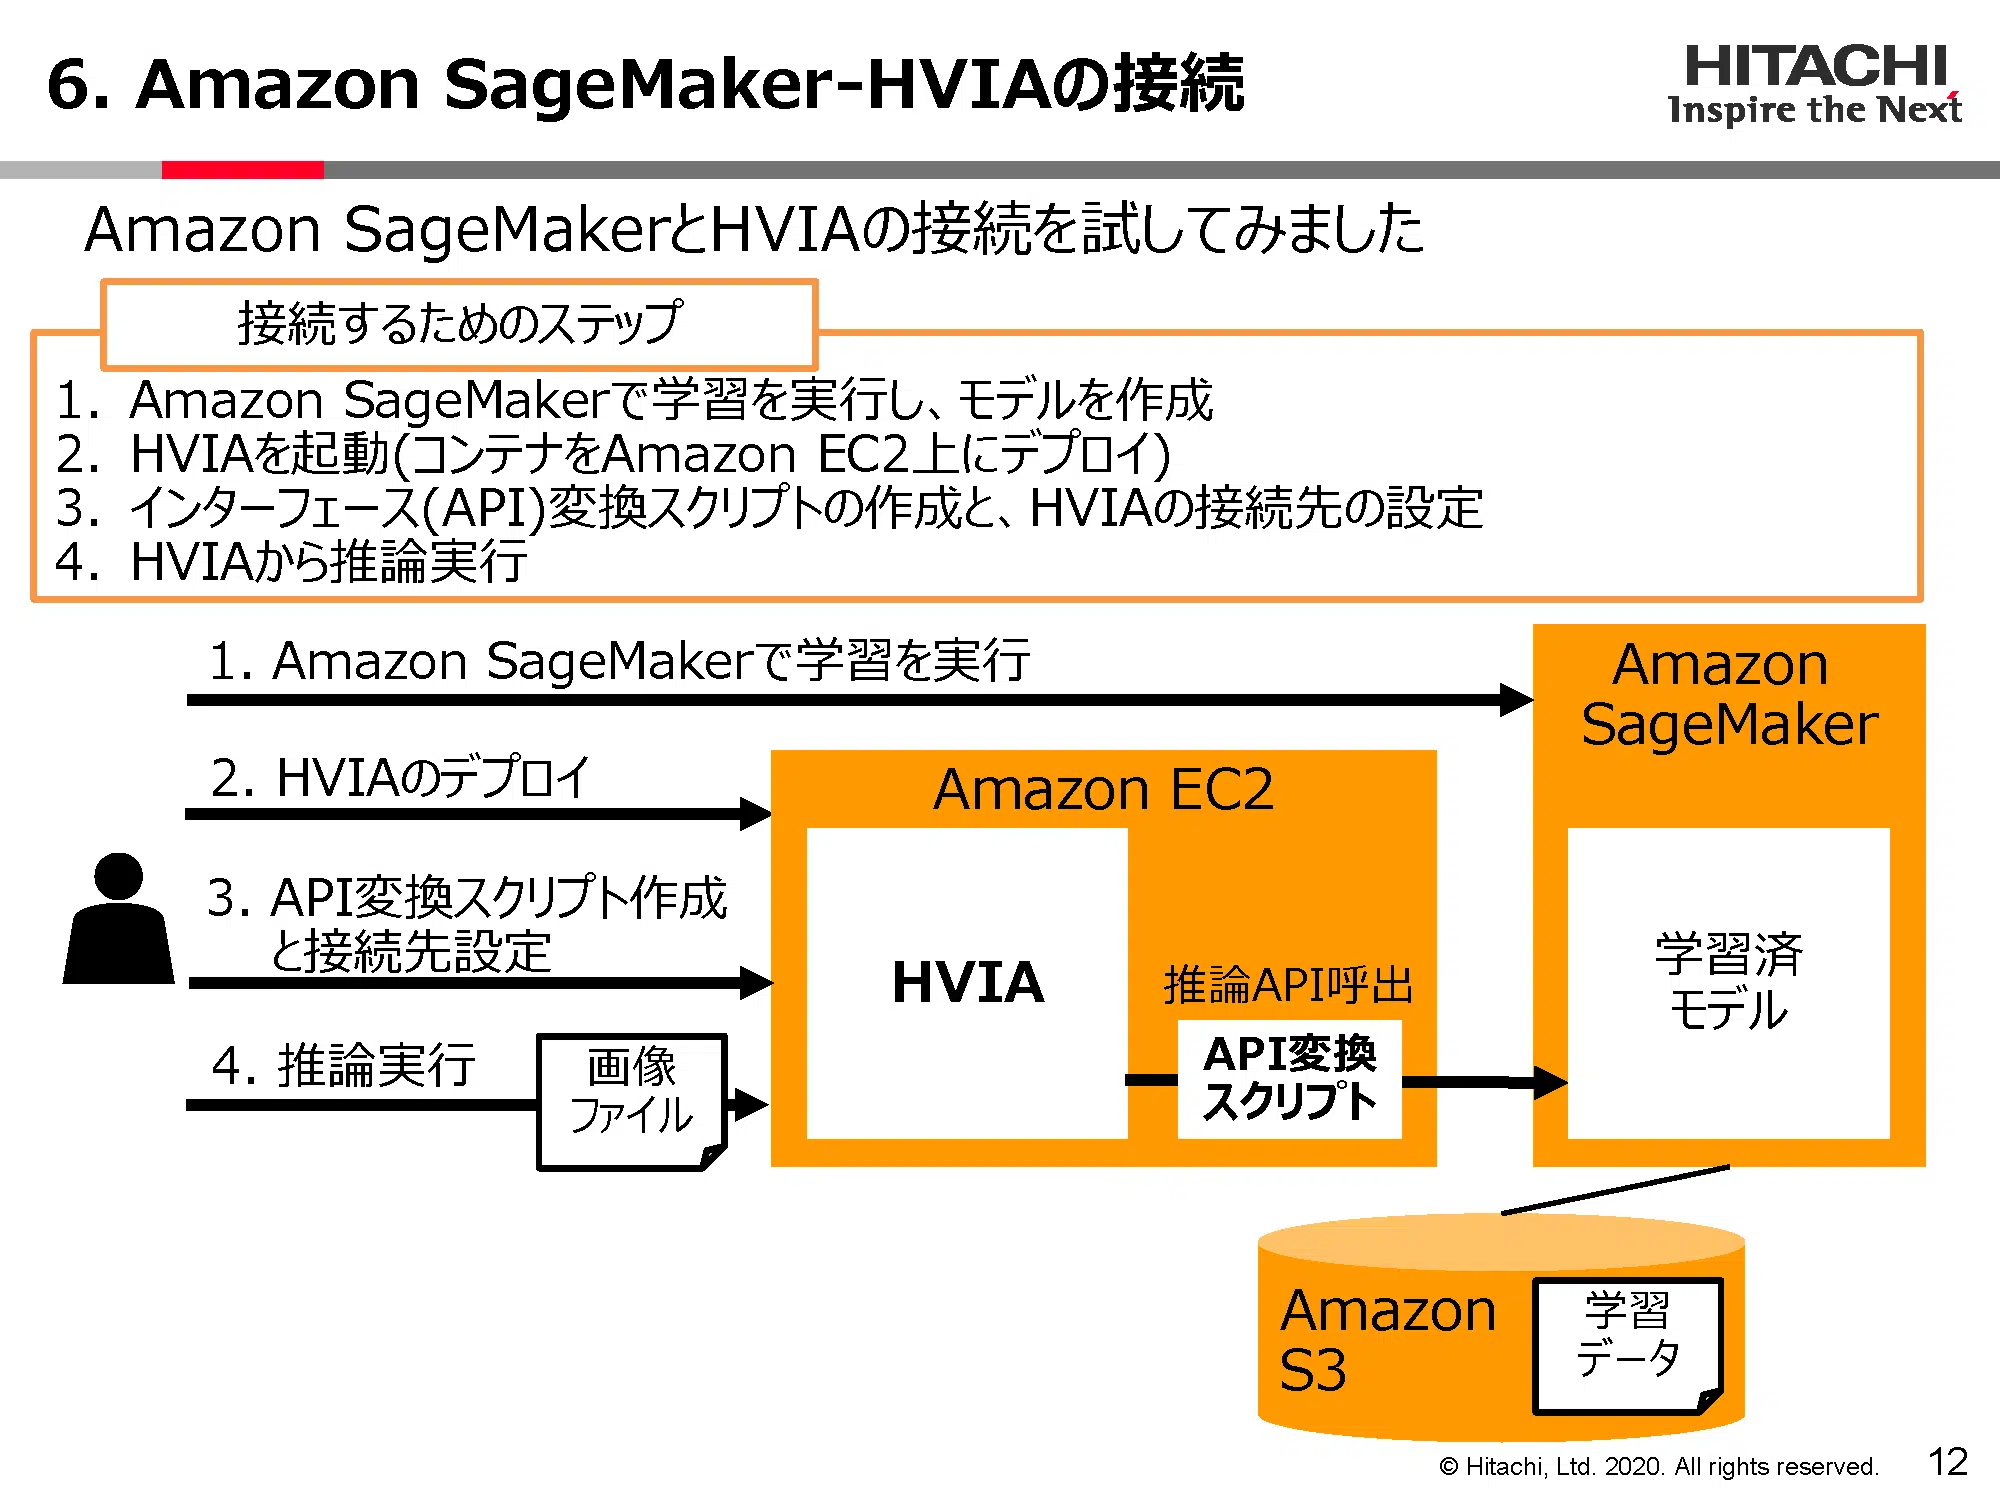 6. Amazon SageMaker-HVIAの接続
HITACHI
Inspire the Next
Amazon SageMakerとHVIAの接続を試してみました
接続するためのステップ
1. Amazon SageMakerで学習を実行し、モデルを作成
2. HVIAを起動(コンテナをAmazon EC2上にデプロイ)
3. インターフェース(API)変換スクリプトの作成と、HVIAの接続先の設定
4. HVIAから推論実行
1. Amazon SageMakerで学習を実行
Amazon
SageMaker
2. HVIAのデプロイ
Amazon EC2
3. API変換スクリプト作成
と接続先設定
HVIA
推論API呼出
学習済
モデル
4. 推論実行
画像
ファイル
API変換
スクリプト
Amazon
S3
学習
データ
© Hitachi, Ltd. 2020. All rights reserved.
12